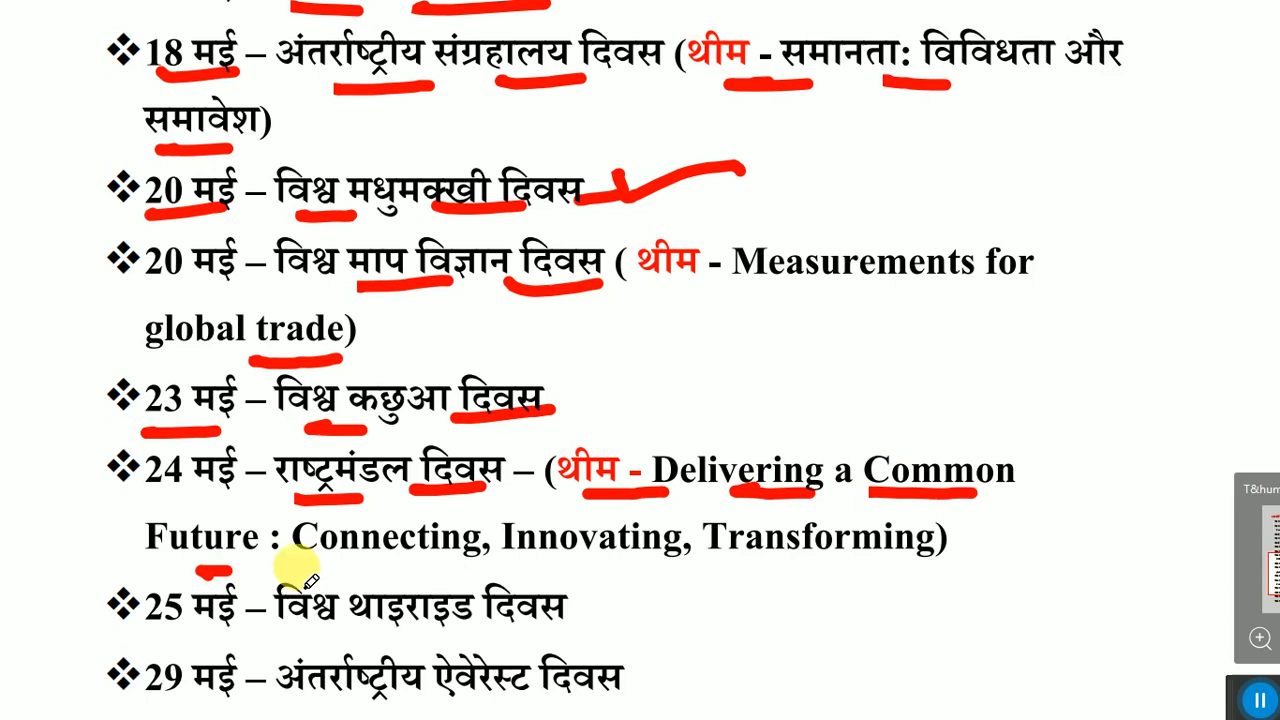 ❖18 मई – अंतर्राष्ट्रीय संग्रहालय दिवस (थीम - समानता: विविधता और
समावेश)
❖20 मई – विश्व मधुमक्खी दिवस
❖20 मई – विश्व माप विज्ञान दिवस ( थीम - Measurements for
global trade)
❖23 मई – विश्व कछुआ दिवस
❖24 मई – राष्ट्रमंडल दिवस – (थीम - Delivering a Common
Future : Connecting, Innovating, Transforming)
❖25 मई – विश्व थाइराइड दिवस
❖29 मई – अंतर्राष्ट्रीय ऐवेरेस्ट दिवस
T&hum